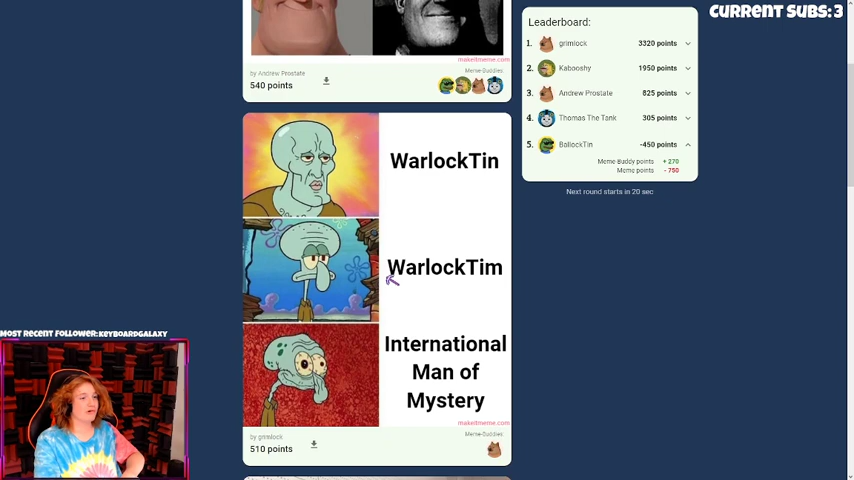 CURRENT SUBS: 3
makeitmeme.com
by Andrew Prostate
540 points
Meme-Buddies:
Leaderboard:
1. grimlock 3320 points
2. Kabooshy 1950 points
3. Andrew Prostate 825 points
4. Thomas The Tank 305 points
5. BallockTin -450 points
Meme Buddy points + 270
Meme points - 750
Next round starts in 20 sec
WarlockTin
WarlockTim
International
Man of
Mystery
makeitmeme.com
by grimlock
510 points
Meme-Buddies:
MOST RECENT FOLLOWER: KEYBOARDGALAXY